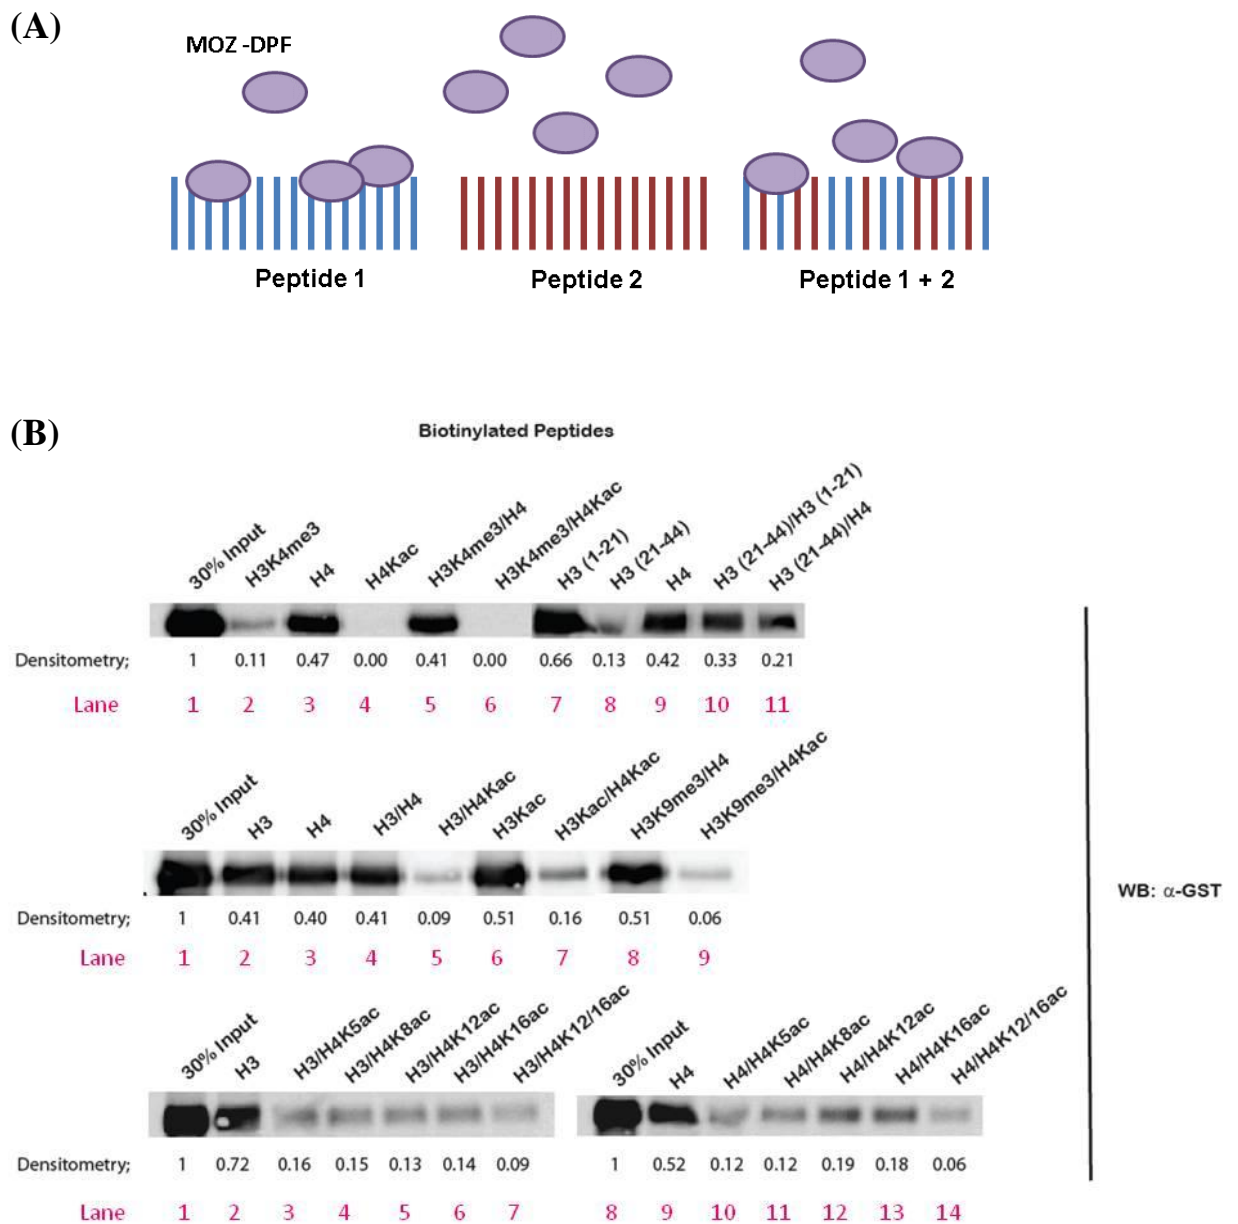 (A)
MOZ -DPF
Peptide 1
Peptide 2
Peptide 1 + 2
(B)
Biotinylated Peptides
30% Input H3K4me3 H4 H4Kac H3K4me3/H4 H3K4me3/H4Kac H3 (1-21) H3 (21-44) H4 H3 (21-44)/H3 (1-21) H3 (21-44)/H4
Densitometry; 1 0.11 0.47 0.00 0.41 0.00 0.66 0.13 0.42 0.33 0.21
Lane 1 2 3 4 5 6 7 8 9 10 11
30% Input H3 H4 H3/H4 H3/H4Kac H3Kac H3Kac/H4Kac H3K9me3/H4 H3K9me3/H4Kac
Densitometry; 1 0.41 0.40 0.41 0.09 0.51 0.16 0.51 0.06
Lane 1 2 3 4 5 6 7 8 9
WB: α-GST
30% Input H3 H3/H4K5ac H3/H4K8ac H3/H4K12ac H3/H4K16ac H3/H4K12/16ac 30% Input H4 H4/H4K5ac H4/H4K8ac H4/H4K12ac H4/H4K16ac H4/H4K12/16ac
Densitometry; 1 0.72 0.16 0.15 0.13 0.14 0.09 1 0.52 0.12 0.12 0.19 0.18 0.06
Lane 1 2 3 4 5 6 7 8 9 10 11 12 13 14